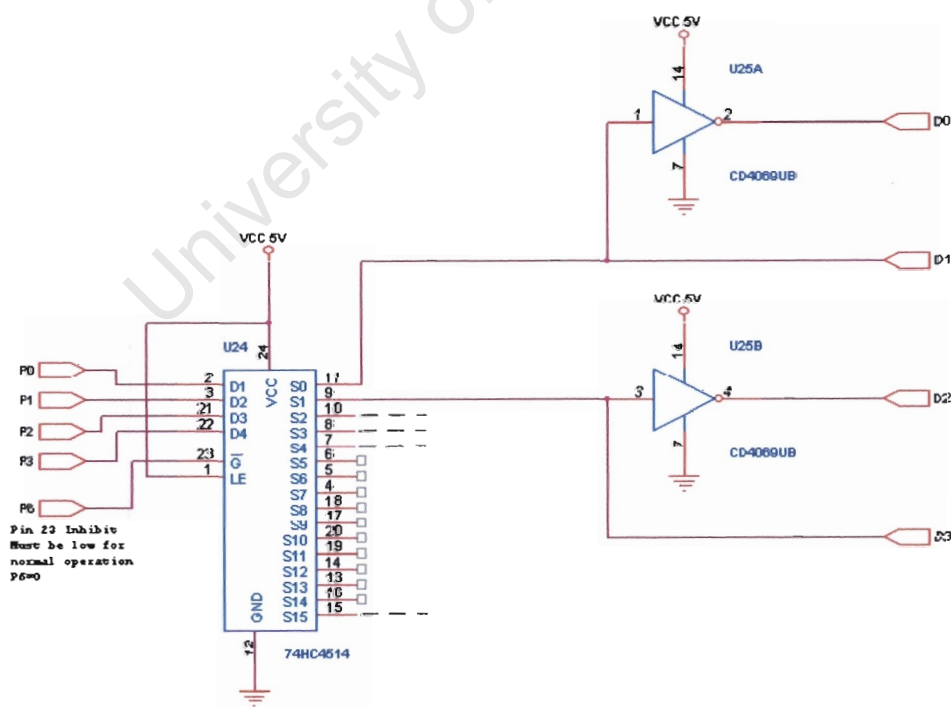 University of
VCC 5V
14
U25A
1
2
D0
7
CD4069UB
VCC 5V
D1
VCC 5V
14
U25B
3
4
D2
7
CD4069UB
D3
U24
24
VCC
P0
2
D1
S0
P1
3
D2
S1
9
P2
21
D3
S2
10
P3
22
D4
S3
8
S4
7
23
G
S5
6
1
LE
S6
5
S7
4
P6
S8
18
S9
17
S10
20
S11
19
S12
14
S13
13
S14
16
S15
15
Pin 23 Inhibit
Must be low for
normal operation
P6=0
GND
12
74HC4514